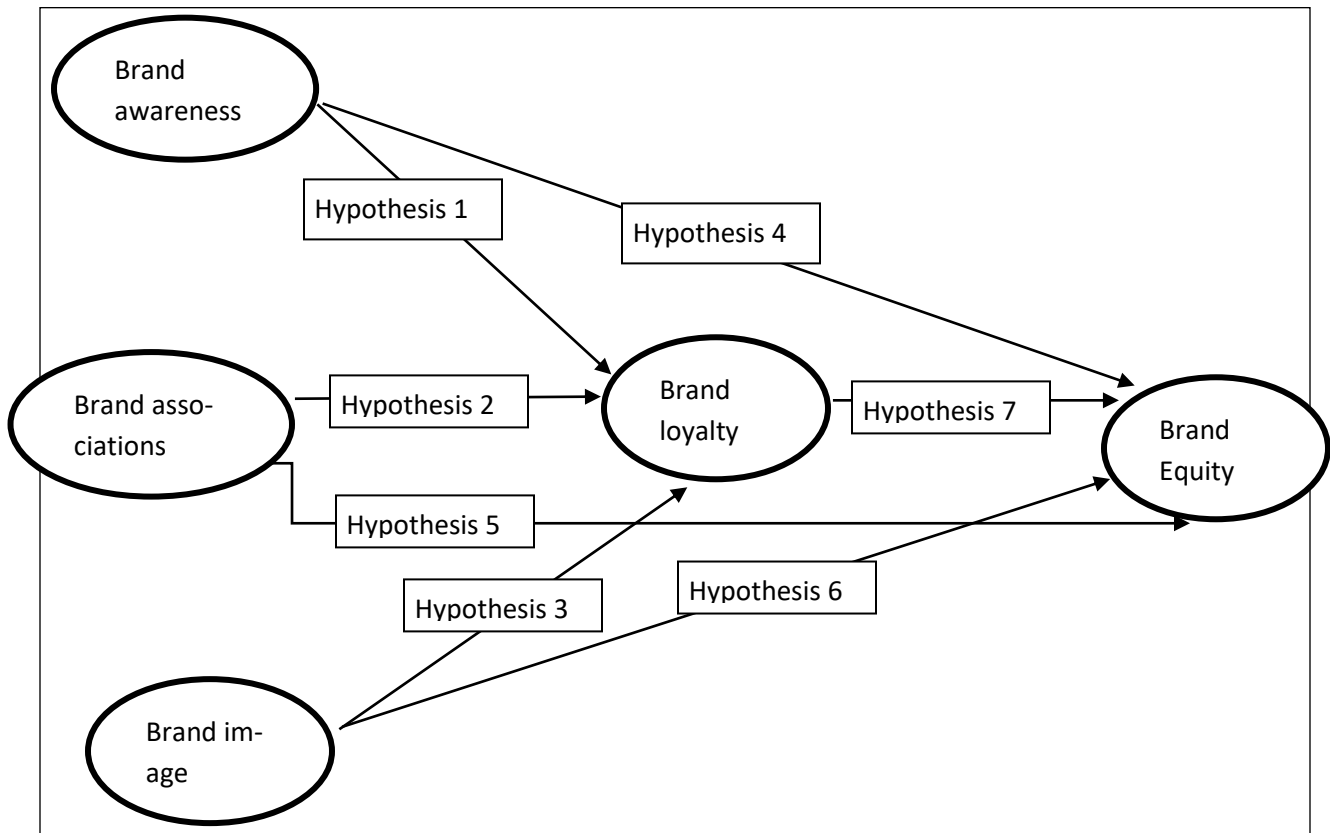 Brand
awareness
Hypothesis 1
Hypothesis 4
Brand asso-
ciations
Hypothesis 2
Brand
loyalty
Hypothesis 7
Brand
Equity
Hypothesis 5
Hypothesis 3
Hypothesis 6
Brand im-
age